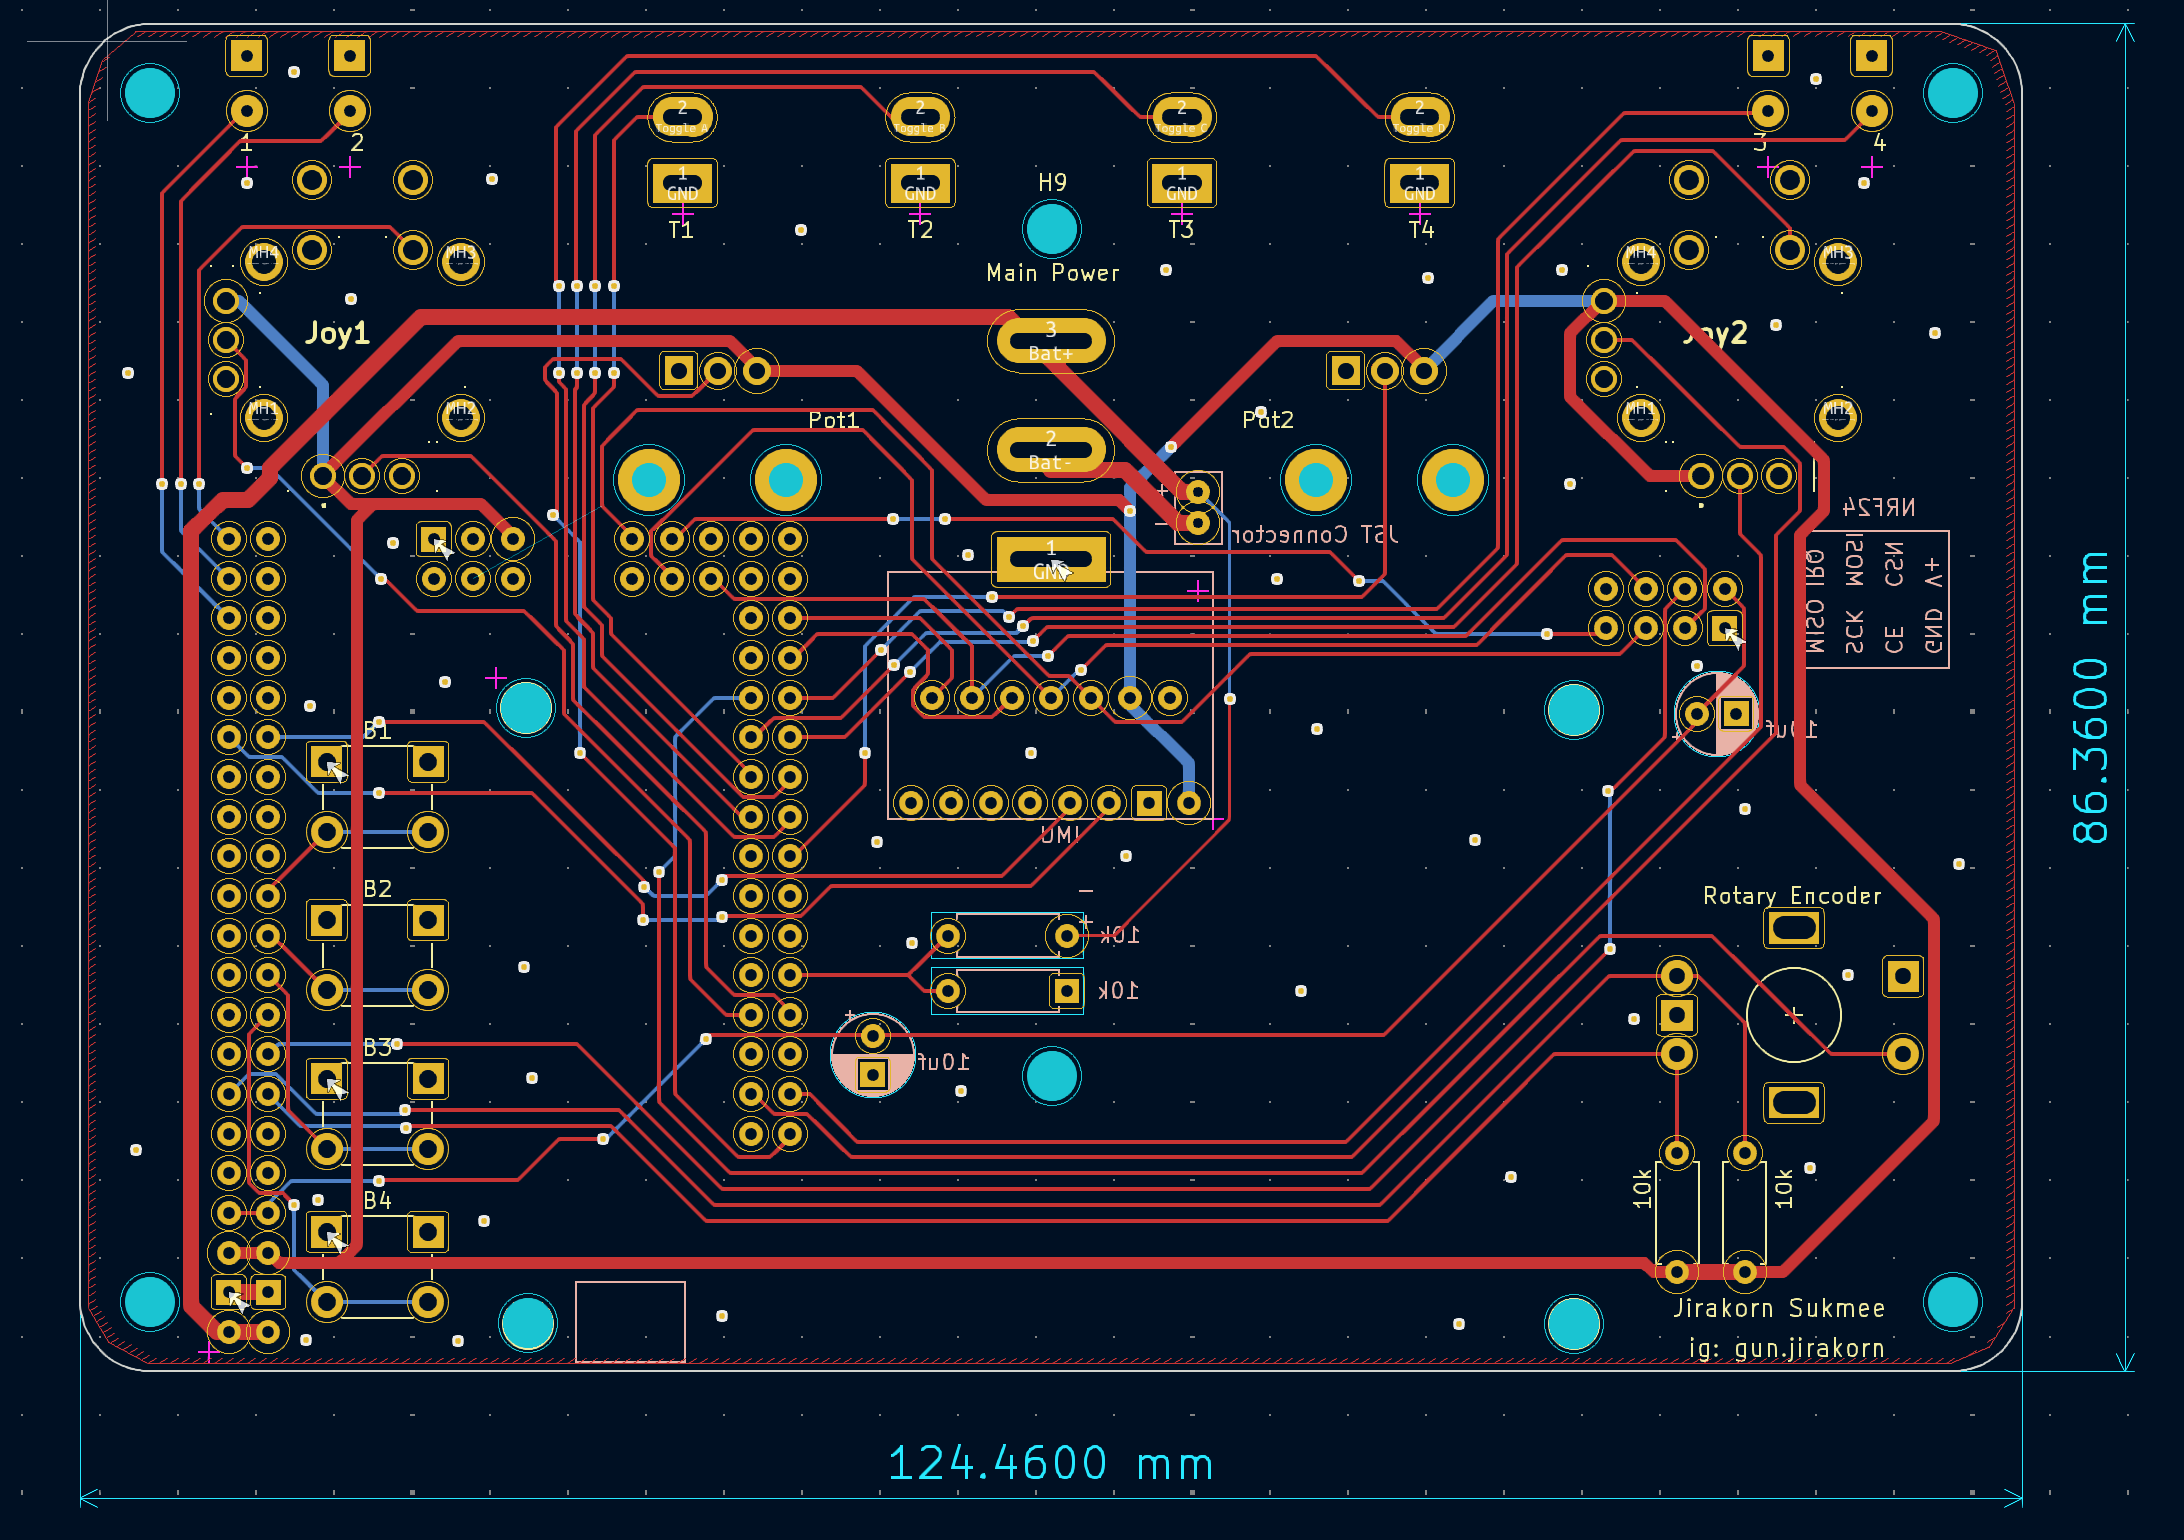 1
2
3
4
2
Toggle A
2
Toggle B
2
Toggle C
2
Toggle D
1
GND
1
GND
1
GND
1
GND
T1
T2
T3
T4
H9
Main Power
MH4
MH3
MH4
MH3
Joy1
Joy2
3
Bat+
MH1
MH2
MH1
MH2
Pot1
Pot2
2
Bat-
+
-
JST Connector
NRF24
1
GND
MISO IRQ
SCK MOSI
CE CSN
GND V+
B1
10uf
+
IMU
86.3600 mm
B2
Rotary Encoder
-
+
10k
10k
+
10uf
B3
10k
10k
B4
Jirakorn Sukmee
ig: gun.jirakorn
124.4600 mm